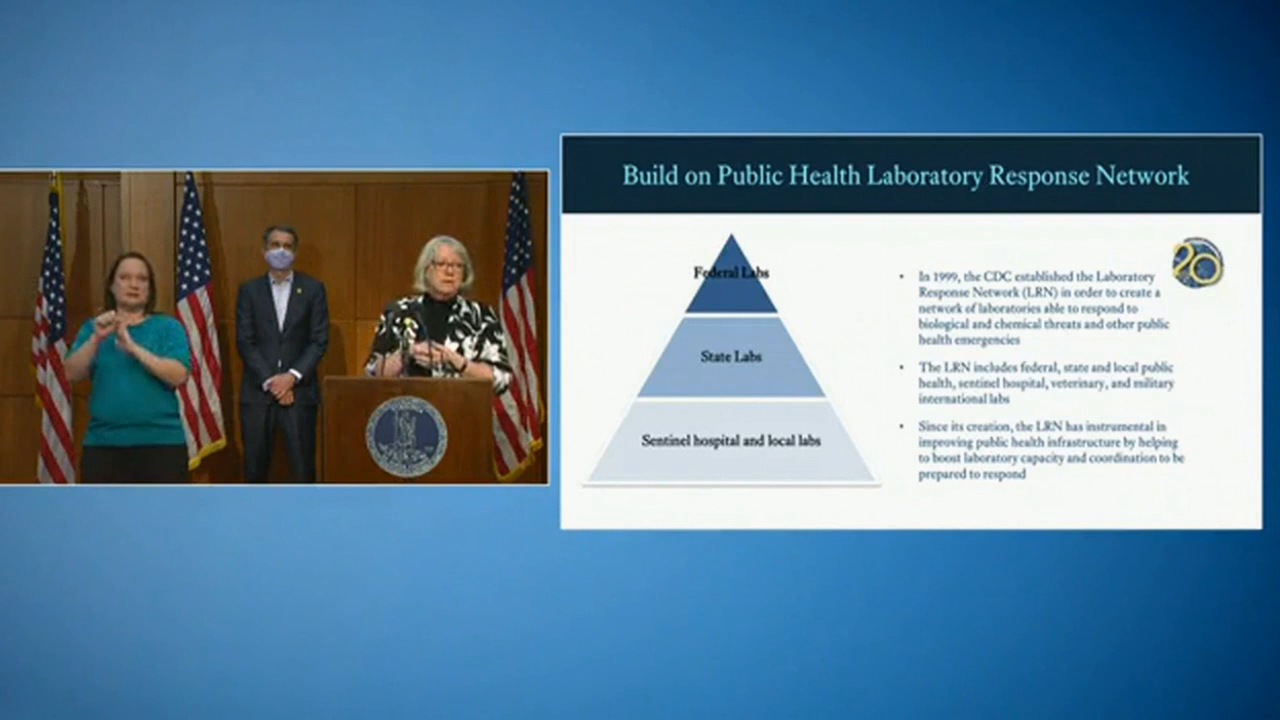 Build on Public Health Laboratory Response Network
Federal Labs
State Labs
Sentinel hospital and local labs
• In 1999, the CDC established the Laboratory
Response Network (LRN) in order to create a
network of laboratories able to respond to
biological and chemical threats and other public
health emergencies
• The LRN includes federal, state and local public
health, sentinel hospital, veterinary, and military
international labs
• Since its creation, the LRN has instrumental in
improving public health infrastructure by helping
to boost laboratory capacity and coordination to be
prepared to respond
20